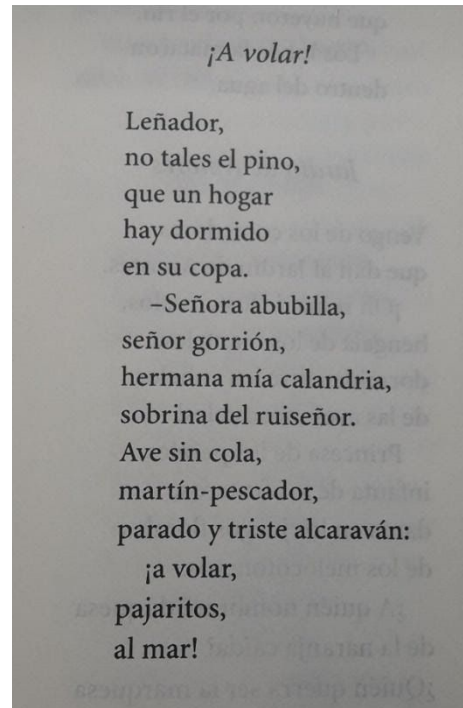 ¡A volar!
Leñador,
no tales el pino,
que un hogar
hay dormido
en su copa.
–Señora abubilla,
señor gorrión,
hermana mía calandria,
sobrina del ruiseñor.
Ave sin cola,
martín-pescador,
parado y triste alcaraván:
¡a volar,
pajaritos,
al mar!